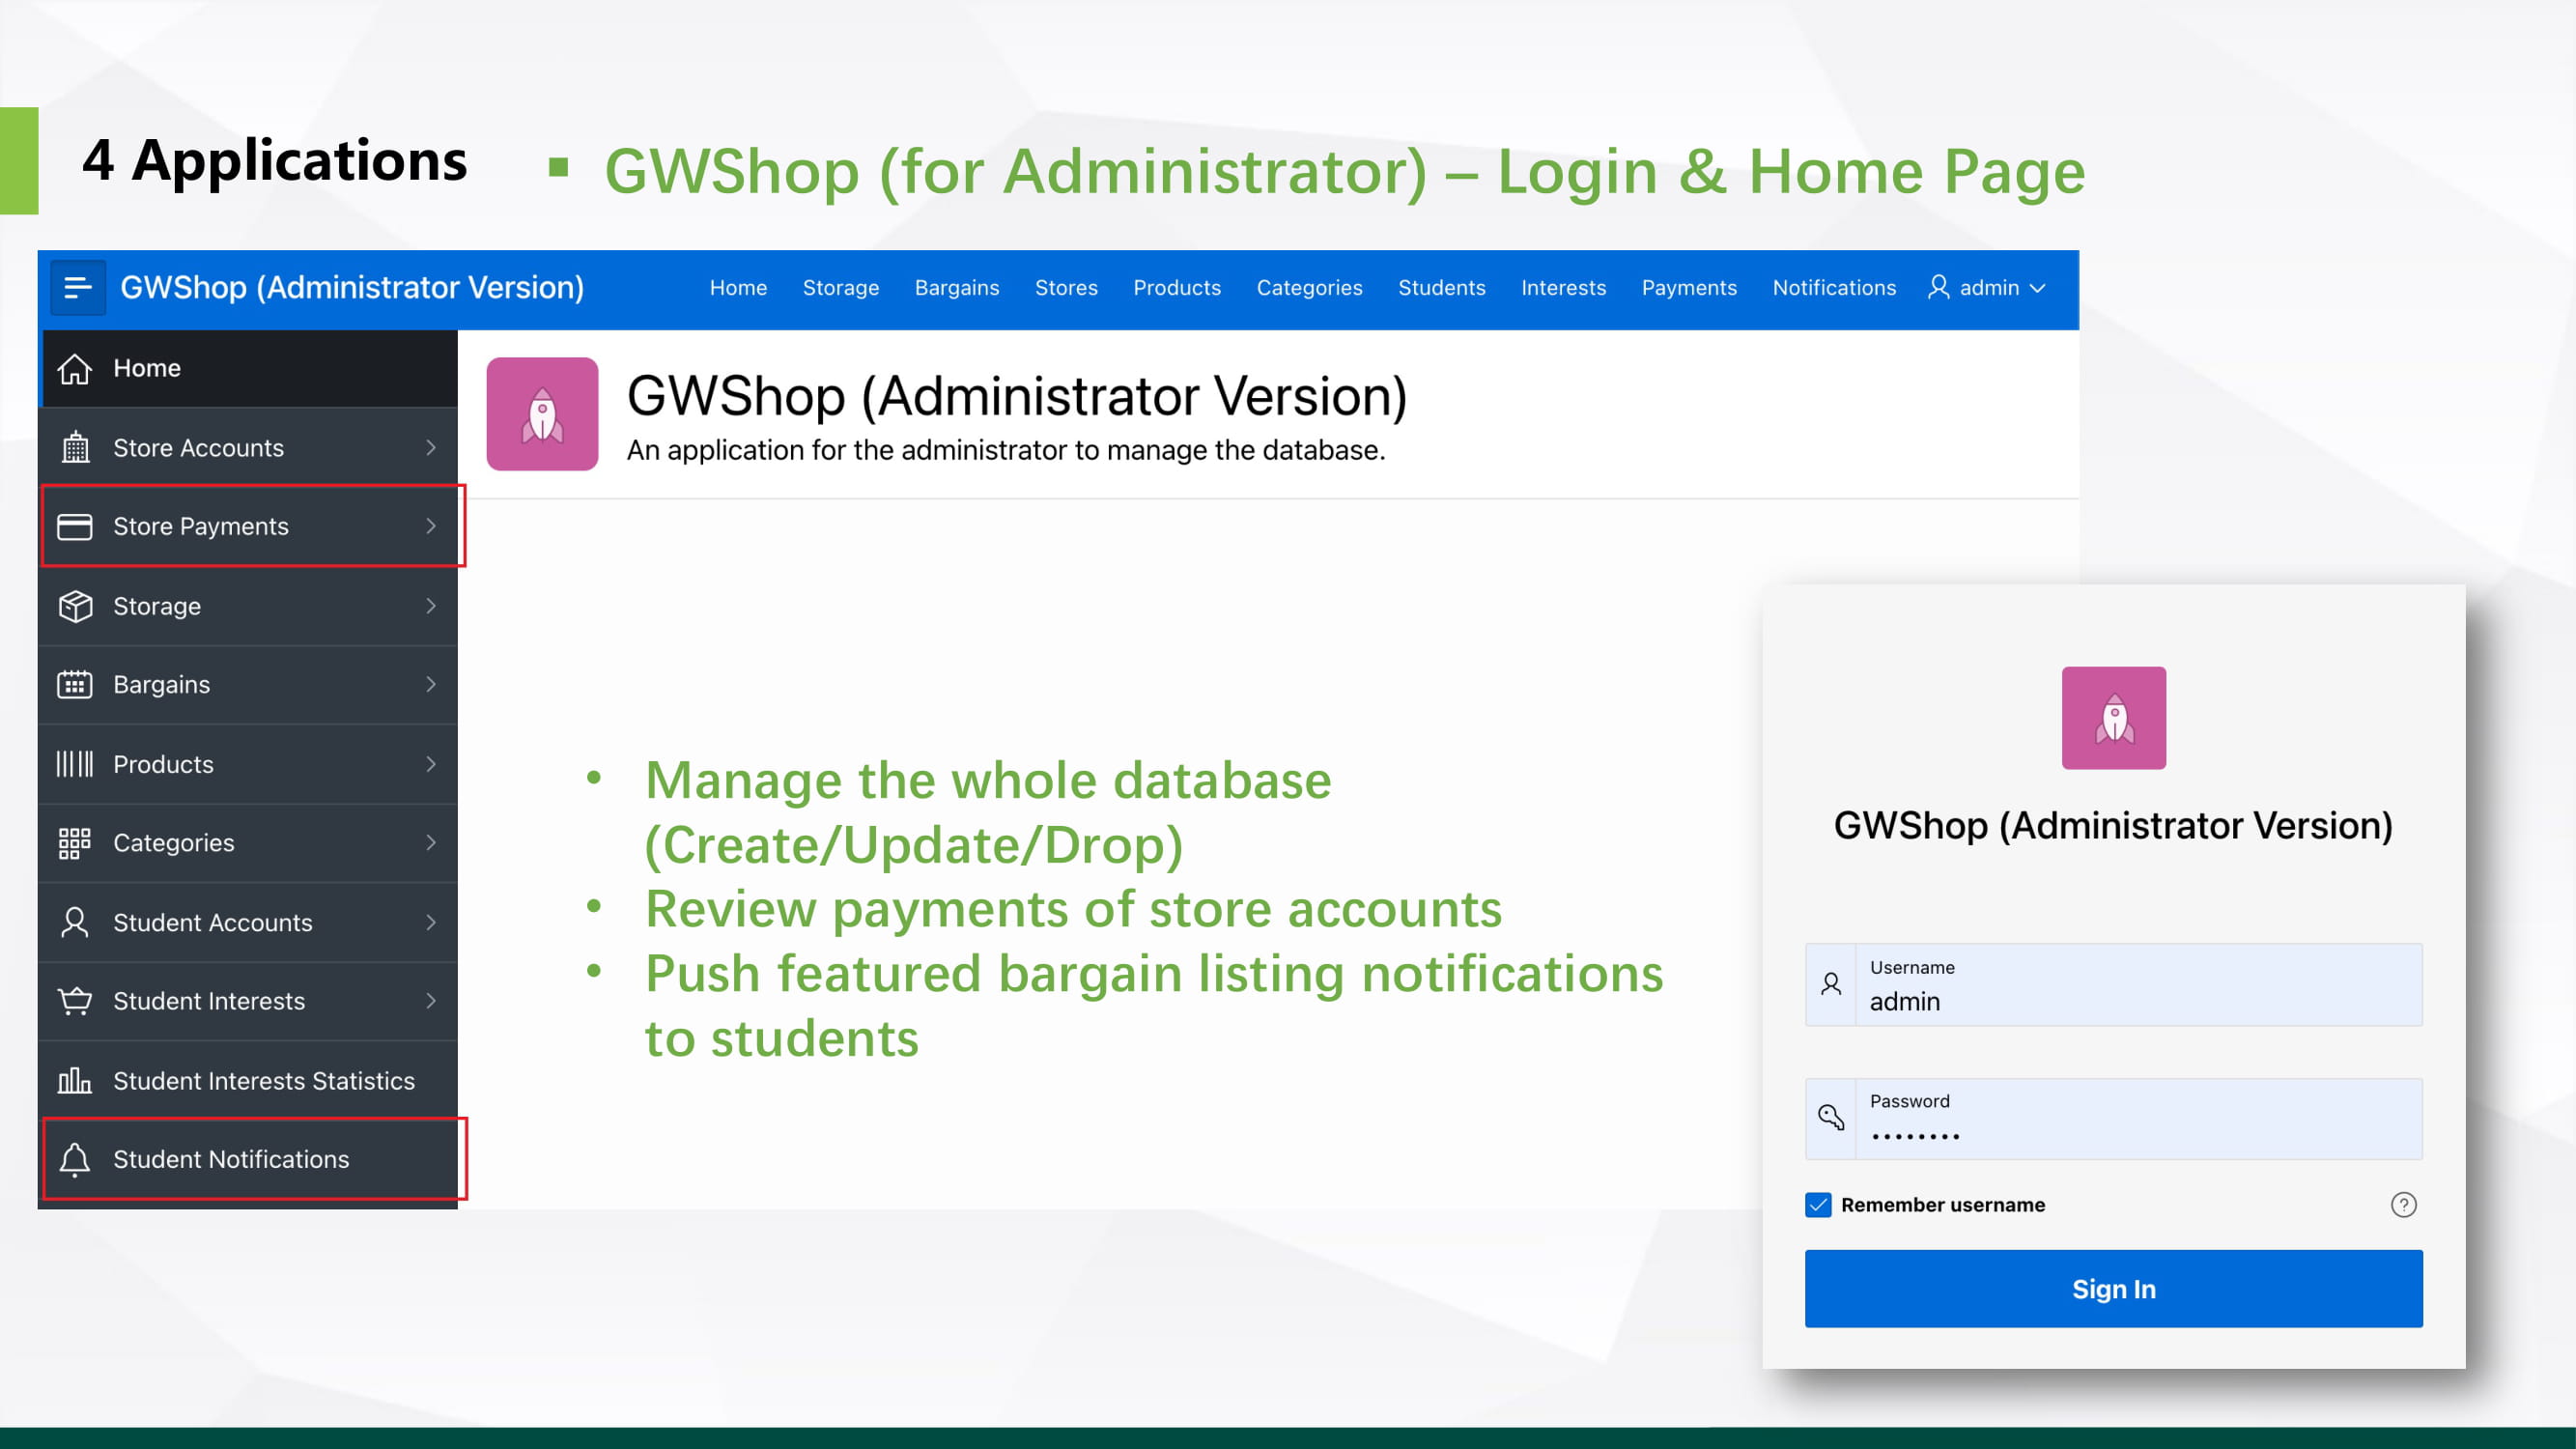 4 Applications
▪ GWShop (for Administrator) – Login & Home Page
GWShop (Administrator Version)
Home Storage Bargains Stores Products Categories Students Interests Payments Notifications admin
Home
Store Accounts
Store Payments
Storage
Bargains
Products
Categories
Student Accounts
Student Interests
Student Interests Statistics
Student Notifications
GWShop (Administrator Version)
An application for the administrator to manage the database.
• Manage the whole database
(Create/Update/Drop)
• Review payments of store accounts
• Push featured bargain listing notifications
to students
GWShop (Administrator Version)
Username
admin
Password
••••••••
Remember username
?
Sign In